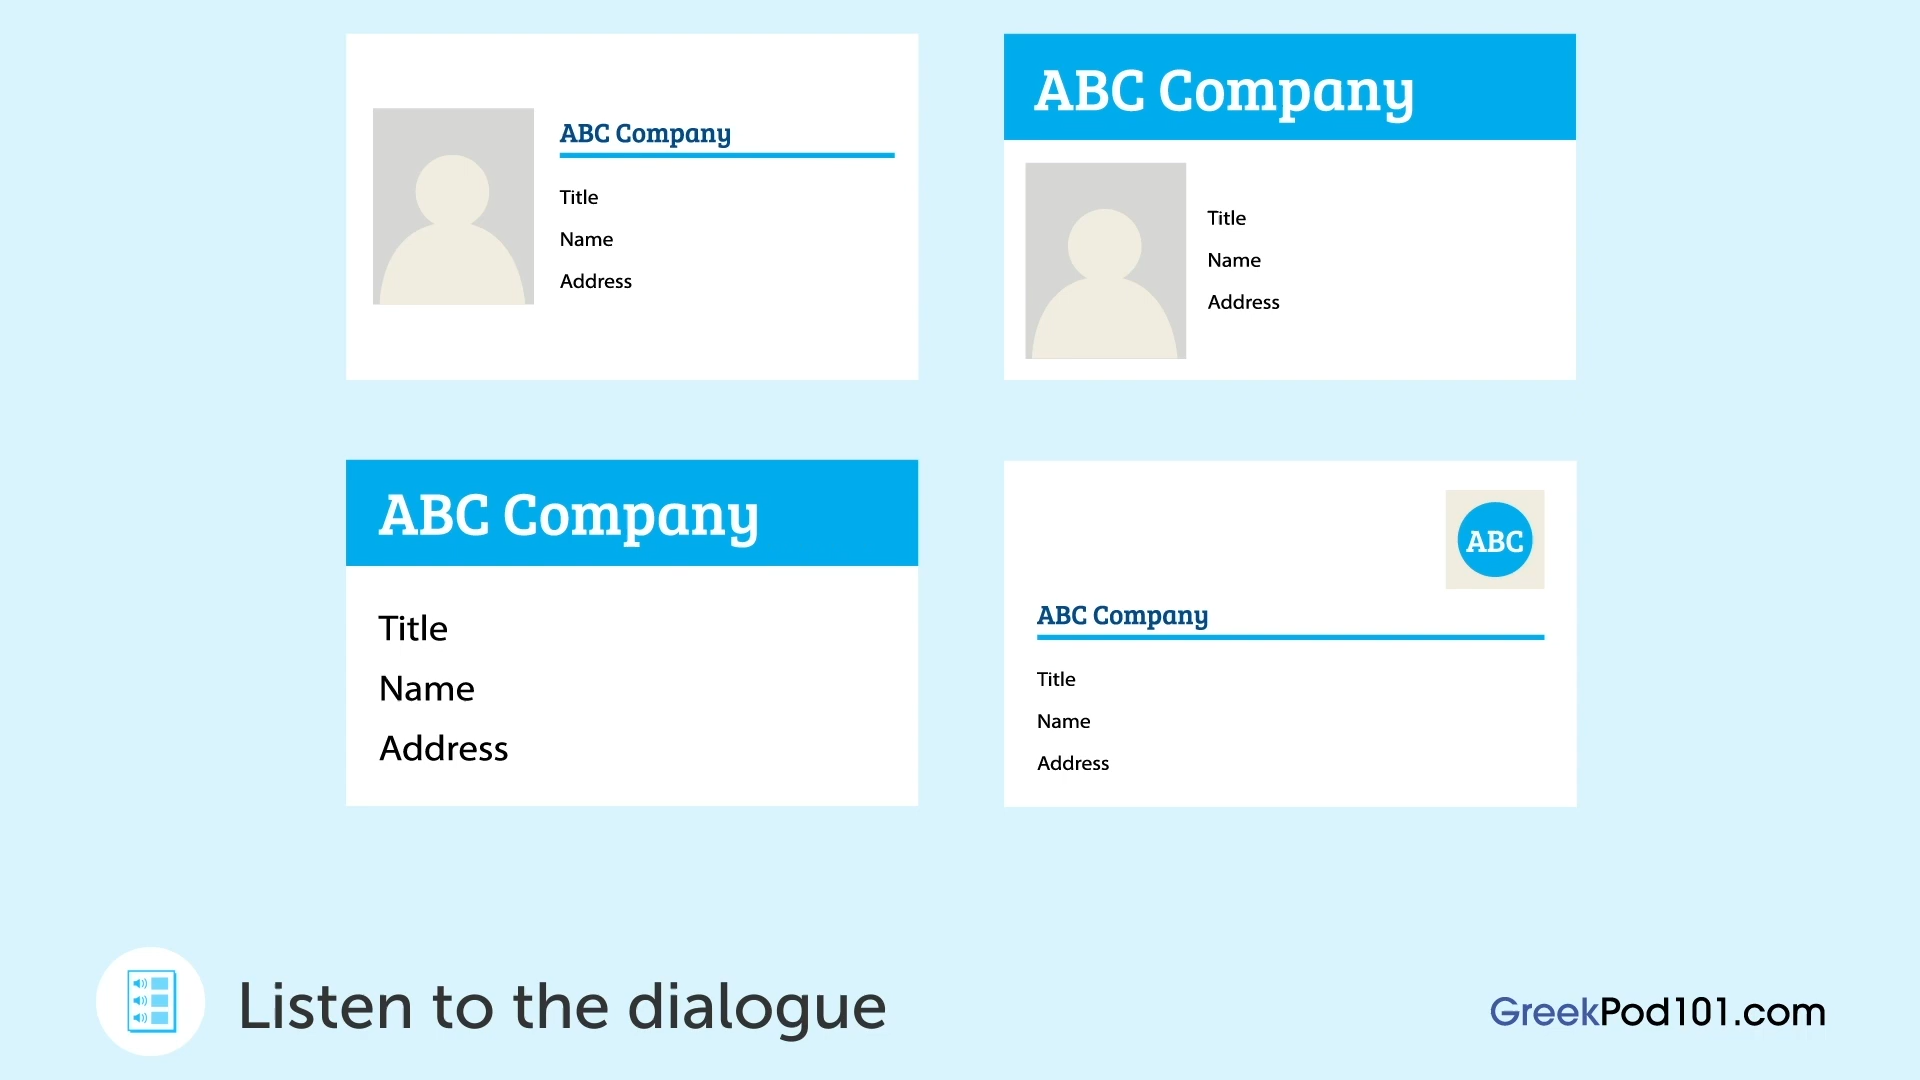 ABC Company
Title
Name
Address
ABC Company
Title
Name
Address
ABC Company
Title
Name
Address
ABC
ABC Company
Title
Name
Address
Listen to the dialogue
GreekPod101.com